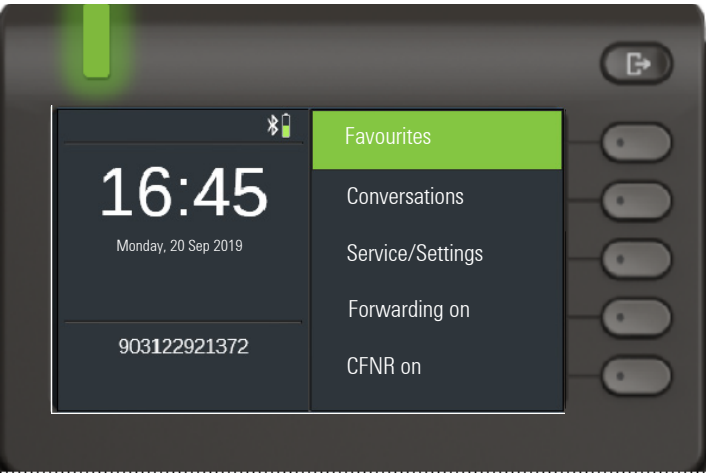 16:45
Monday, 20 Sep 2019
903122921372
Favourites
Conversations
Service/Settings
Forwarding on
CFNR on